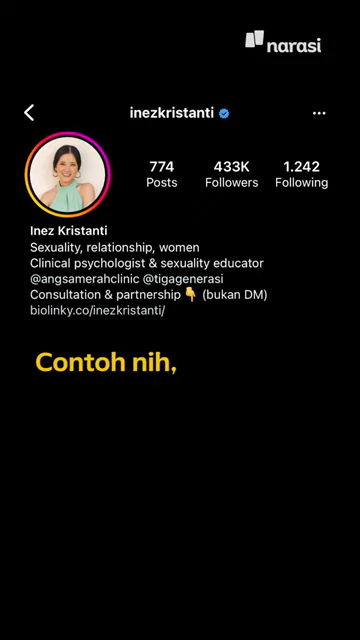 narasi
inezkristanti
774 433K 1.242
Posts Followers Following
Inez Kristanti
Sexuality, relationship, women
Clinical psychologist & sexuality educator
@angsamerahclinic @tigagenerasi
Consultation & partnership 👇 (bukan DM)
biolinky.co/inezkristanti/
Contoh nih,